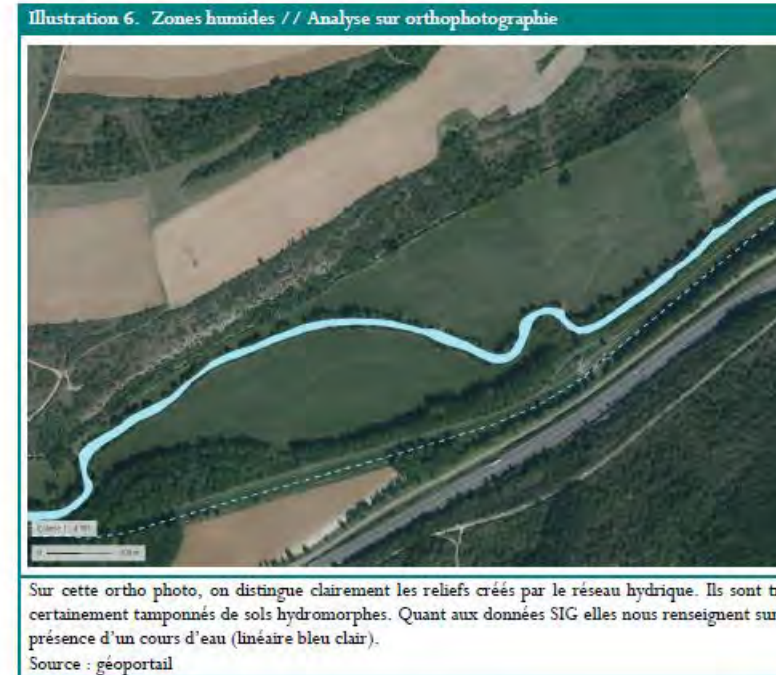 Illustration 6. Zones humides // Analyse sur orthophotographie
0
Sur cette ortho photo, on distingue clairement les reliefs créés par le réseau hydrique. Ils sont
certainement tamponnés de sols hydromorphes. Quant aux données SIG elles nous renseignent sur
présence d'un cours d'eau (linéaire bleu clair).
Source : géoportail